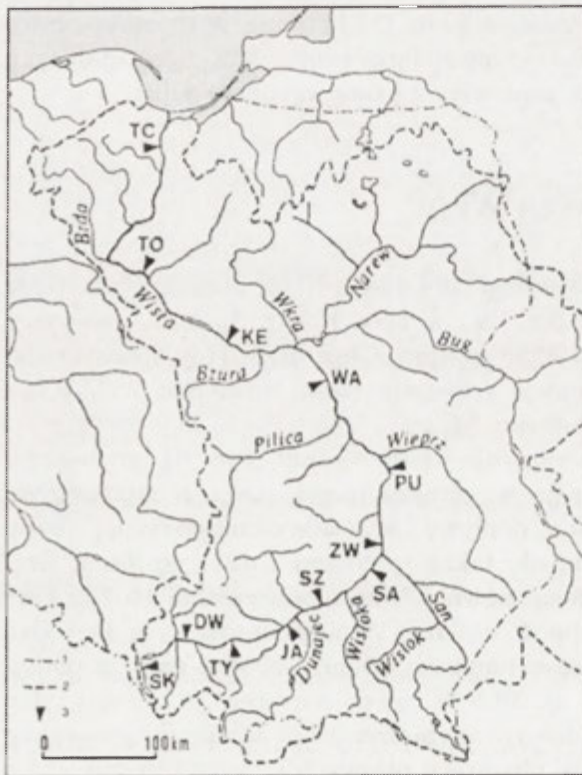 TC
Brda
TO
Wisła
KE
Wkra
Narew
Bug
Bzura
WA
Pilica
Wieprz
PU
ZW
SZ
SA
San
DW
JA
Dunajec
Wisłoka
Wisłok
SK
TY
1
2
3
0 100km